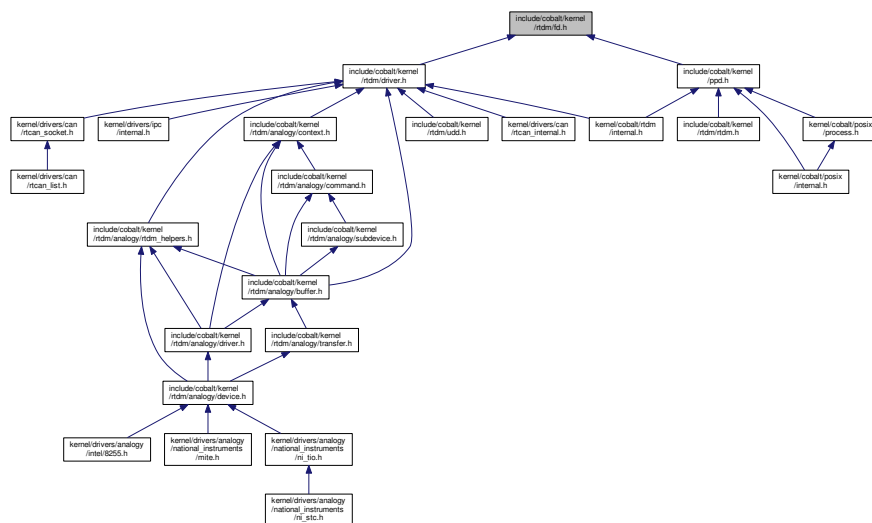 include/cobalt/kernel
/rtdm/fd.h
include/cobalt/kernel
/rtdm/driver.h
include/cobalt/kernel
/ppd.h
kernel/drivers/can
/rtcan_socket.h
kernel/drivers/ipc
/internal.h
include/cobalt/kernel
/rtdm/analogy/context.h
include/cobalt/kernel
/rtdm/udd.h
kernel/drivers/can
/rtcan_internal.h
kernel/cobalt/rtdm
/internal.h
include/cobalt/kernel
/rtdm/rtdm.h
kernel/cobalt/posix
/process.h
kernel/drivers/can
/rtcan_list.h
include/cobalt/kernel
/rtdm/analogy/command.h
kernel/cobalt/posix
/internal.h
include/cobalt/kernel
/rtdm/analogy/rtdm_helpers.h
include/cobalt/kernel
/rtdm/analogy/subdevice.h
include/cobalt/kernel
/rtdm/analogy/buffer.h
include/cobalt/kernel
/rtdm/analogy/driver.h
include/cobalt/kernel
/rtdm/analogy/transfer.h
include/cobalt/kernel
/rtdm/analogy/device.h
kernel/drivers/analogy
/intel/8255.h
kernel/drivers/analogy
/national_instruments
/mite.h
kernel/drivers/analogy
/national_instruments
/ni_tio.h
kernel/drivers/analogy
/national_instruments
/ni_stc.h